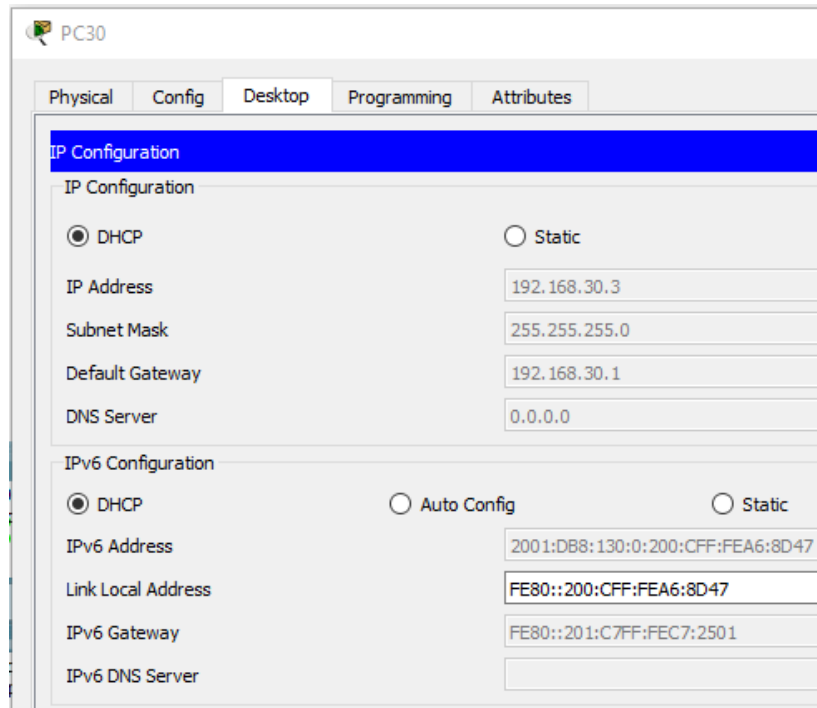 PC30
Physical Config Desktop Programming Attributes
IP Configuration
IP Configuration
DHCP Static
IP Address 192.168.30.3
Subnet Mask 255.255.255.0
Default Gateway 192.168.30.1
DNS Server 0.0.0.0
IPv6 Configuration
DHCP Auto Config Static
IPv6 Address 2001:DB8:130:0:200:CFF:FEA6:8D47
Link Local Address FE80::200:CFF:FEA6:8D47
IPv6 Gateway FE80::201:C7FF:FEC7:2501
IPv6 DNS Server